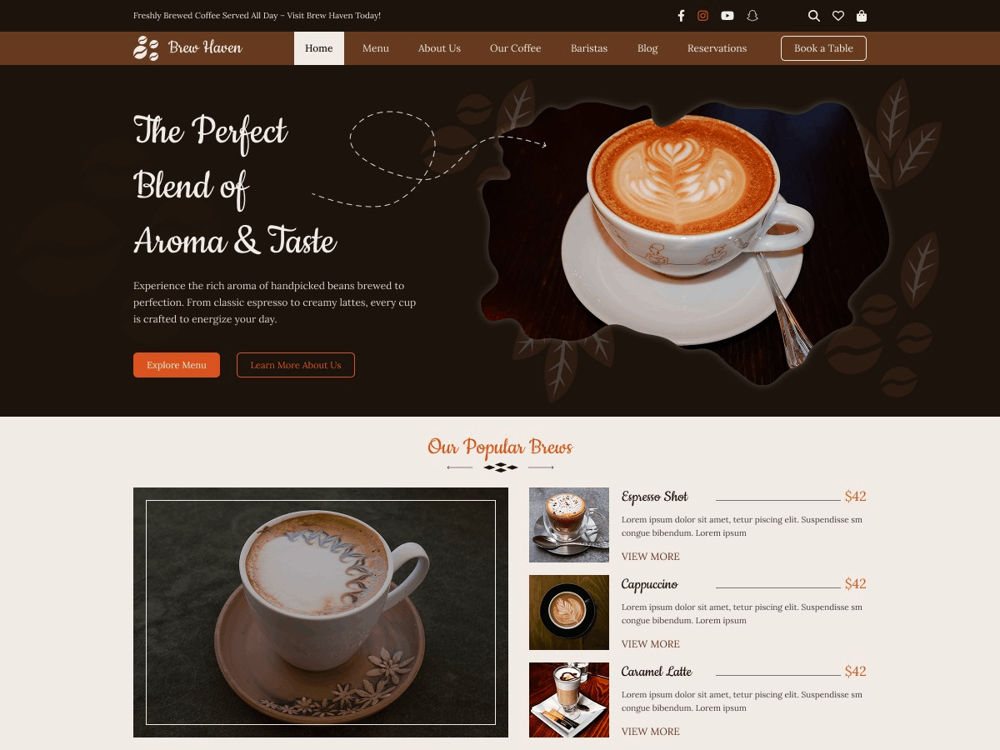 Freshly Brewed Coffee Served All Day – Visit Brew Haven Today!
Brew Haven
Home
Menu
About Us
Our Coffee
Baristas
Blog
Reservations
Book a Table
The Perfect
Blend of
Aroma & Taste
Experience the rich aroma of handpicked beans brewed to
perfection. From classic espresso to creamy lattes, every cup
is crafted to energize your day.
Explore Menu
Learn More About Us
Our Popular Brews
Espresso Shot
$42
Lorem ipsum dolor sit amet, tetur piscing elit. Suspendisse sm
congue bibendum. Lorem ipsum
VIEW MORE
Cappuccino
$42
Lorem ipsum dolor sit amet, tetur piscing elit. Suspendisse sm
congue bibendum. Lorem ipsum
VIEW MORE
Caramel Latte
$42
Lorem ipsum dolor sit amet, tetur piscing elit. Suspendisse sm
congue bibendum. Lorem ipsum
VIEW MORE